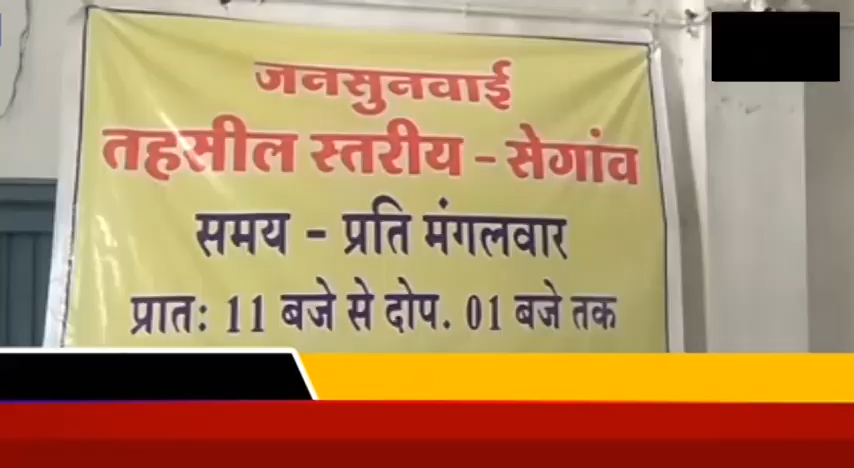 जनसुनवाई
तहसील स्तरीय - सेगांव
समय - प्रति मंगलवार
प्रातः 11 बजे से दोप. 01 बजे तक